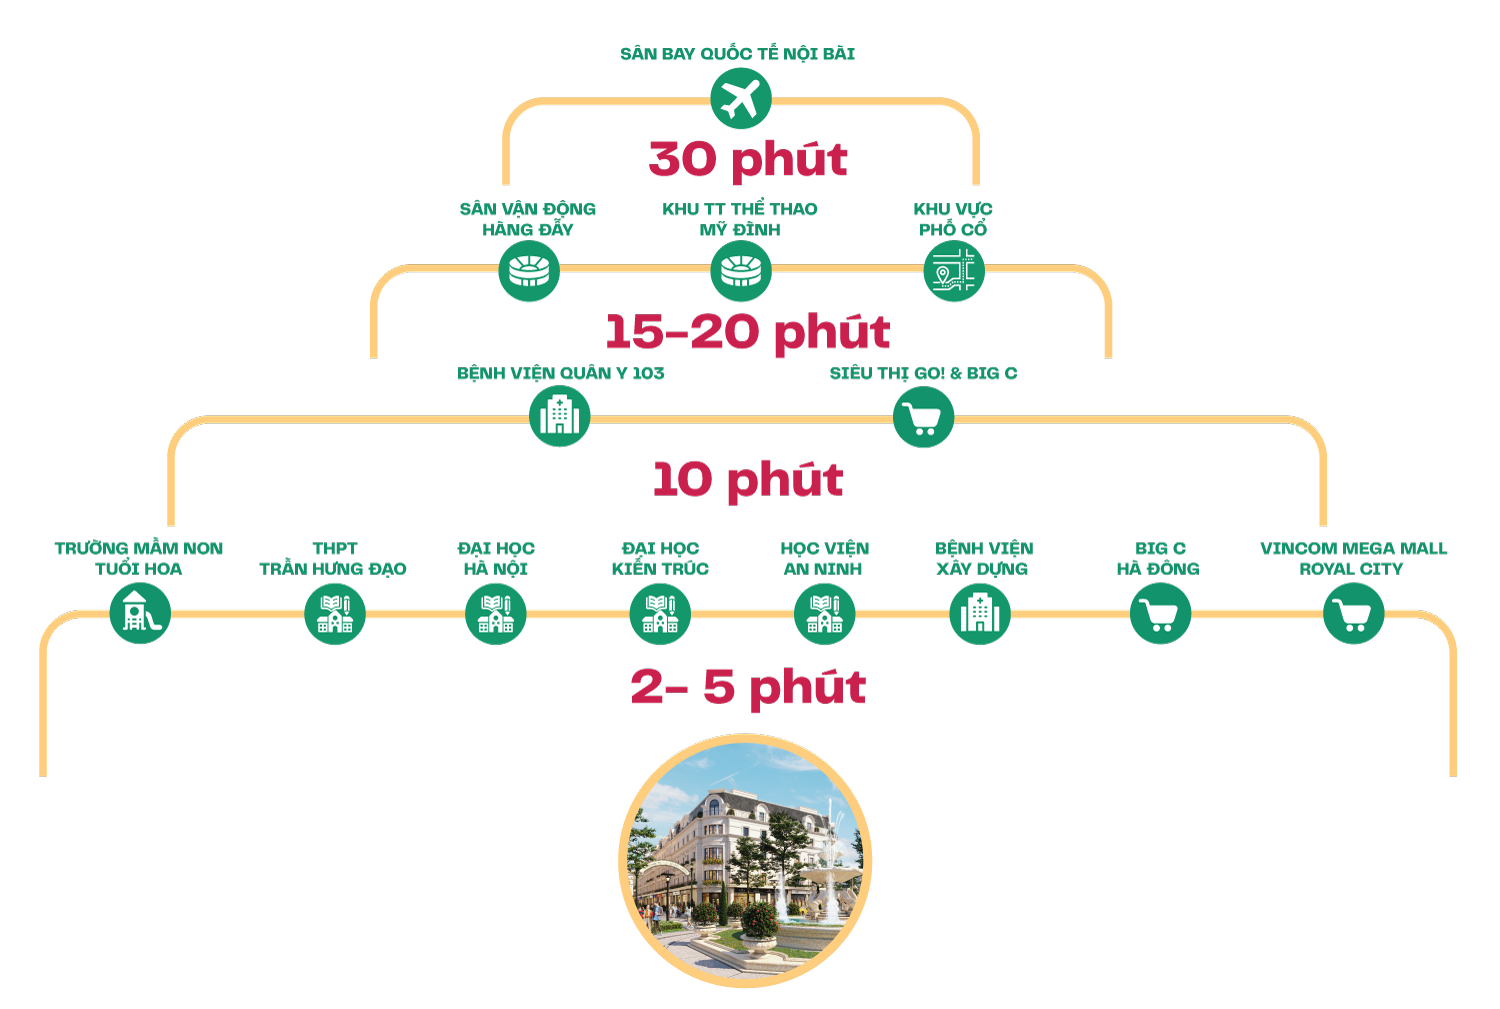 SÂN BAY QUỐC TẾ NỘI BÀI
30 phút
SÂN VẬN ĐỘNG
HÀNG ĐẪY
KHU TT THỂ THAO
MỸ ĐÌNH
KHU VỰC
PHỐ CỔ
15-20 phút
BỆNH VIỆN QUÂN Y 103
SIÊU THỊ GO! & BIG C
10 phút
TRƯỜNG MẦM NON
TUỔI HOA
THPT
TRẦN HƯNG ĐẠO
ĐẠI HỌC
HÀ NỘI
ĐẠI HỌC
KIẾN TRÚC
HỌC VIỆN
AN NINH
BỆNH VIỆN
XÂY DỰNG
BIG C
HÀ ĐÔNG
VINCOM MEGA MALL
ROYAL CITY
2- 5 phút